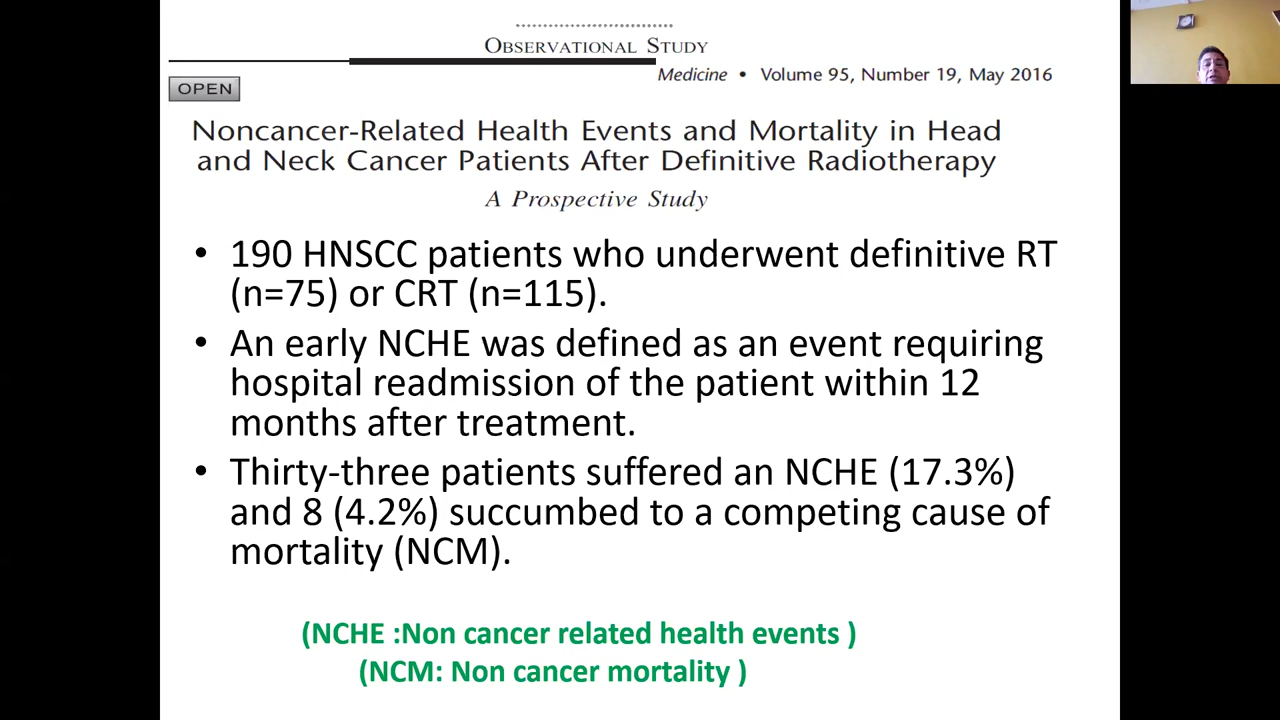 OBSERVATIONAL STUDY
Medicine • Volume 95, Number 19, May 2016
OPEN
Noncancer-Related Health Events and Mortality in Head
and Neck Cancer Patients After Definitive Radiotherapy
A Prospective Study
• 190 HNSCC patients who underwent definitive RT
(n=75) or CRT (n=115).
• An early NCHE was defined as an event requiring
hospital readmission of the patient within 12
months after treatment.
• Thirty-three patients suffered an NCHE (17.3%)
and 8 (4.2%) succumbed to a competing cause of
mortality (NCM).
(NCHE :Non cancer related health events )
(NCM: Non cancer mortality )